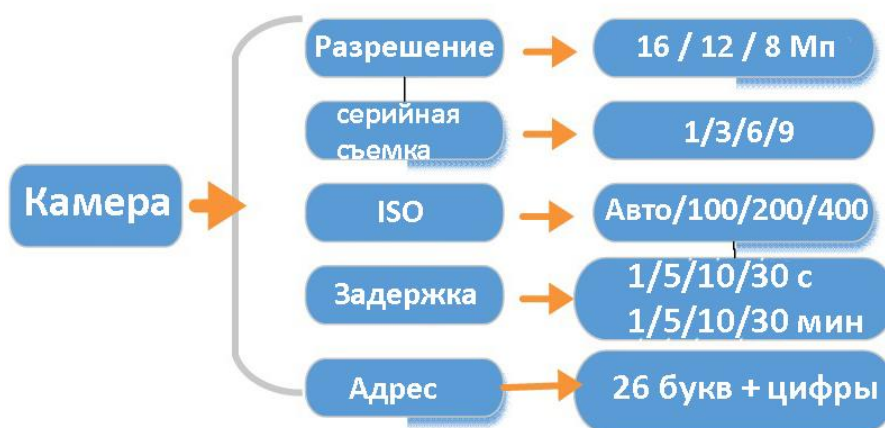 Разрешение
16 / 12 / 8 Мп
серийная
съемка
1/3/6/9
Камера
ISO
Авто/100/200/400
Задержка
1/5/10/30 с
1/5/10/30 мин
Адрес
26 букв + цифры